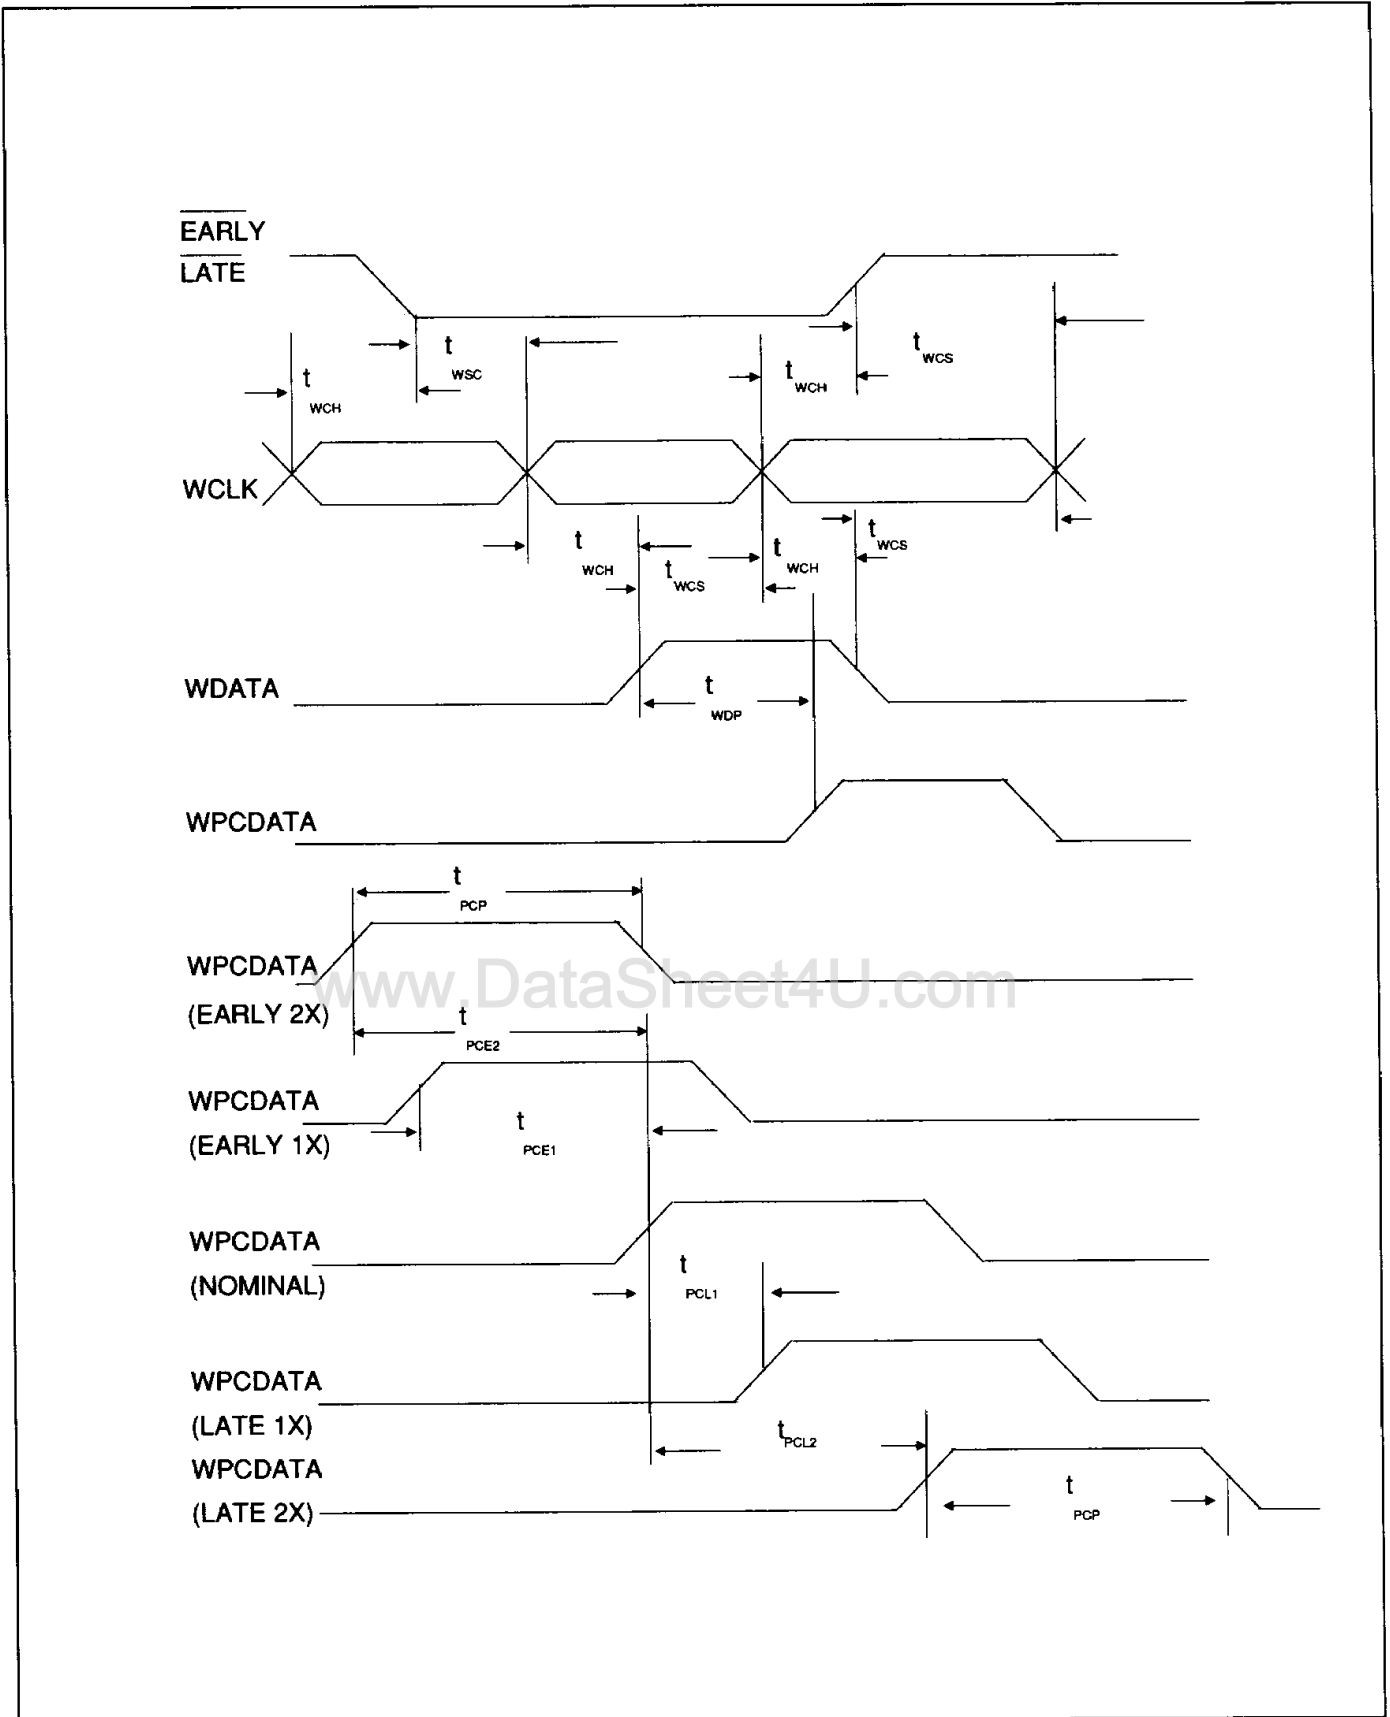 EARLY
LATE
t WSC
t WCS
t WCH
t WCH
WCLK
t WCS
t WCH
t WCH
t WCS
WDATA
t WDP
WPCDATA
t PCP
WPCDATA
(EARLY 2X)
www.DataSheet4U.com
t PCE2
WPCDATA
(EARLY 1X)
t PCE1
WPCDATA
(NOMINAL)
t PCL1
WPCDATA
(LATE 1X)
t PCL2
WPCDATA
(LATE 2X)
t PCP